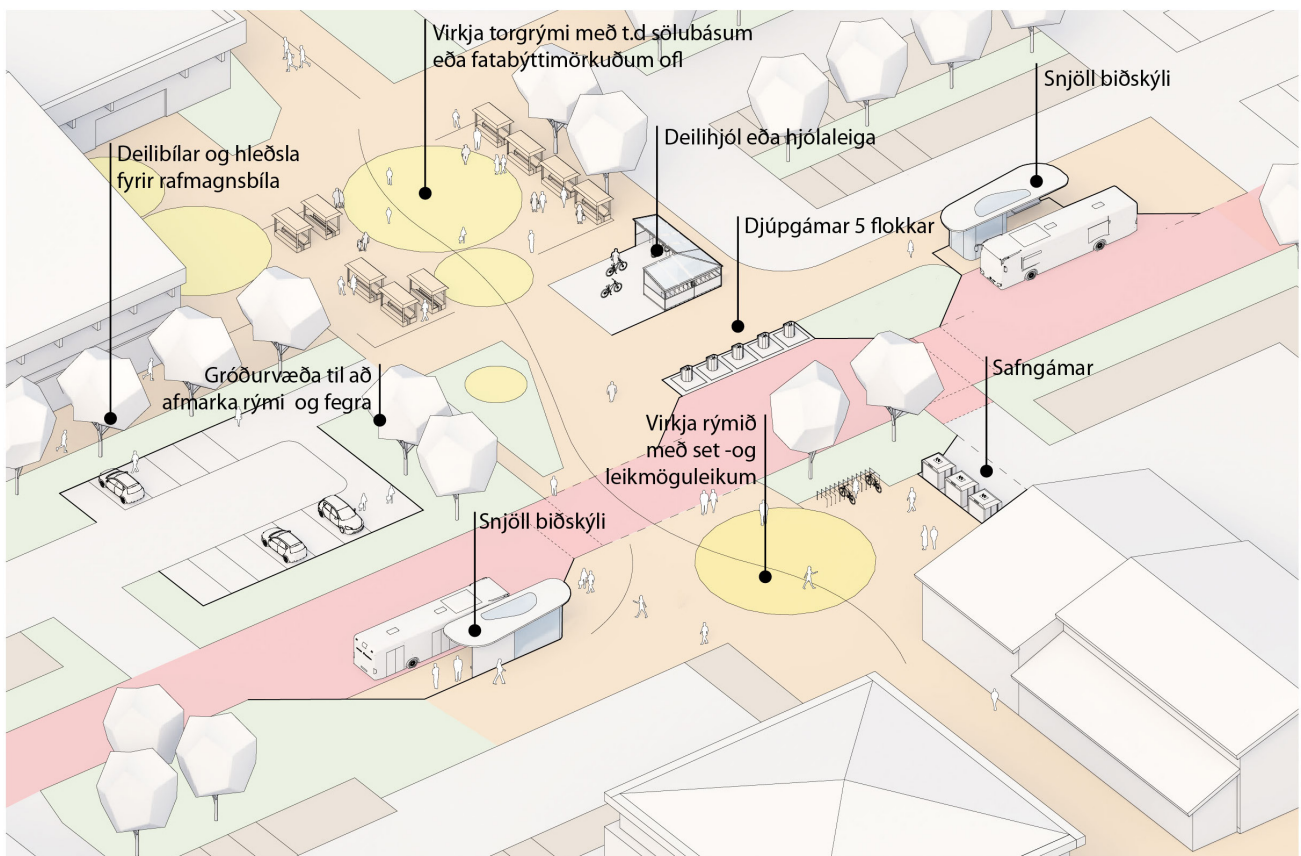 Virkja torgrými með t.d sölubásum
eða fatabýttimörkuðum ofl
Snjöll biðskýli
Deilihjól eða hjólaleiga
Deilibílar og hleðsla
fyrir rafmagnsbíla
Djúpgámar 5 flokkar
Safngámar
Gróðurvæða til að
afmarka rými og fegra
Virkja rýmið
með set -og
leikmöguleikum
Snjöll biðskýli